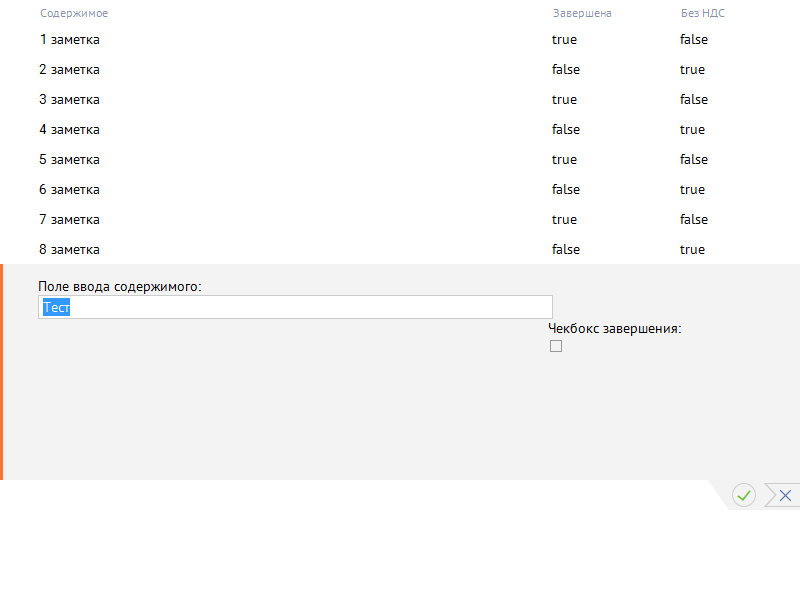 Содержимое Завершена Без НДС
1 заметка true false
2 заметка false true
3 заметка true false
4 заметка false true
5 заметка true false
6 заметка false true
7 заметка true false
8 заметка false true
Поле ввода содержимого:
Тест
Чекбокс завершения: